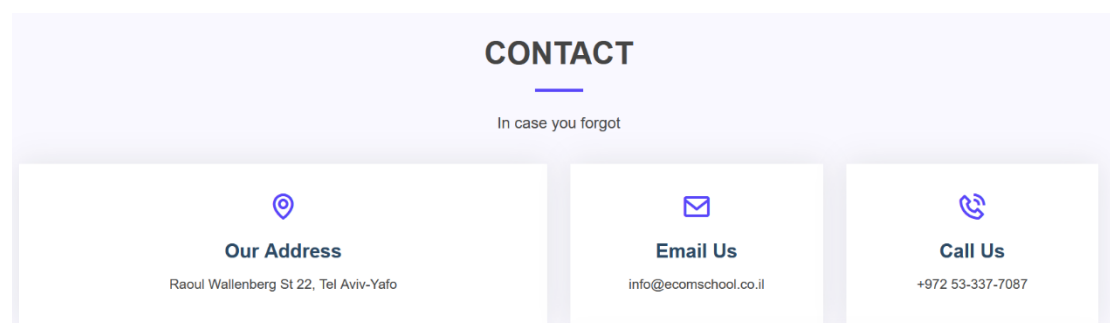 CONTACT
In case you forgot
Our Address
Raoul Wallenberg St 22, Tel Aviv-Yafo
Email Us
info@ecomschool.co.il
Call Us
+972 53-337-7087